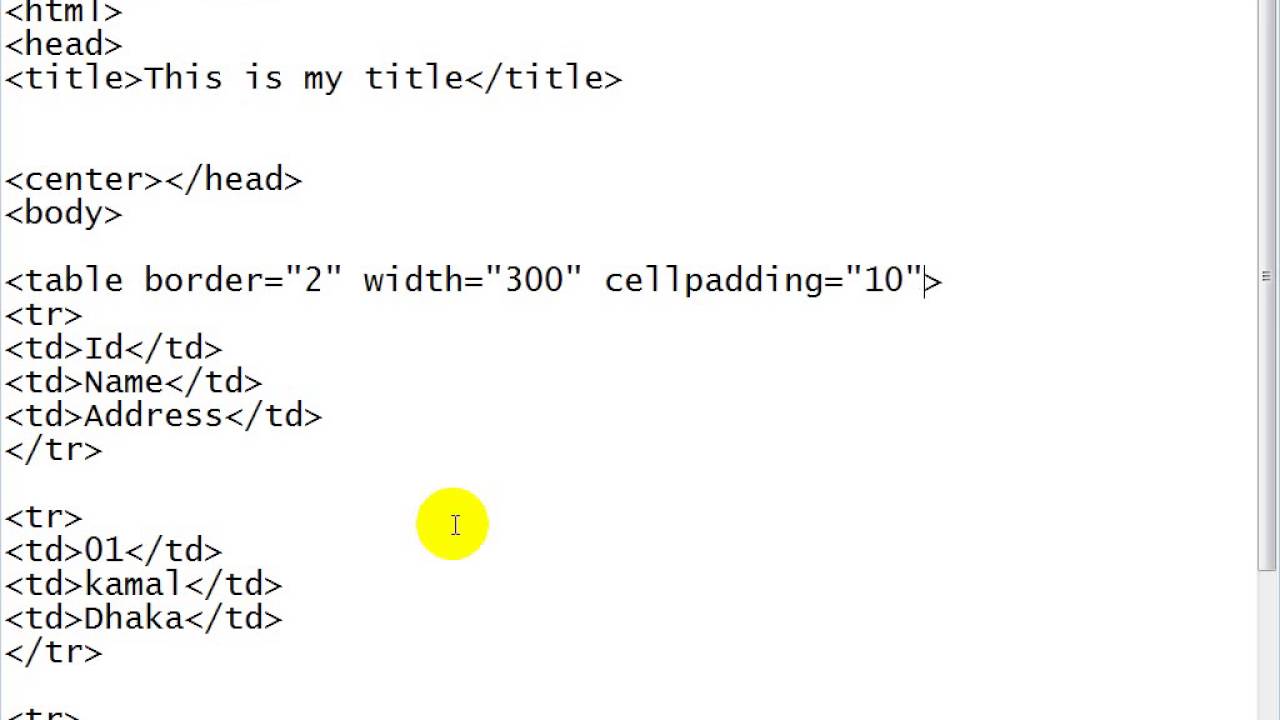 <html>
<head>
<title>This is my title</title>
<center></head>
<body>
<table border="2" width="300" cellpadding="10">
<tr>
<td>Id</td>
<td>Name</td>
<td>Address</td>
</tr>
<tr>
<td>01</td>
<td>kamal</td>
<td>Dhaka</td>
</tr>
<tr>